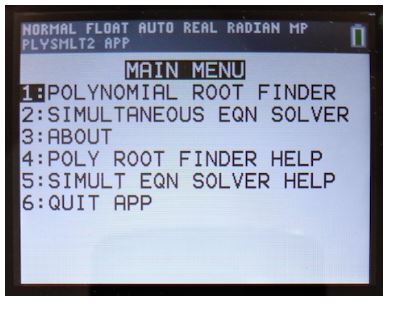 NORMAL FLOAT AUTO REAL RADIAN MP
PLYSMLT2 APP
MAIN MENU
1:POLYNOMIAL ROOT FINDER
2:SIMULTANEOUS EQN SOLVER
3:ABOUT
4:POLY ROOT FINDER HELP
5:SIMULT EQN SOLVER HELP
6:QUIT APP